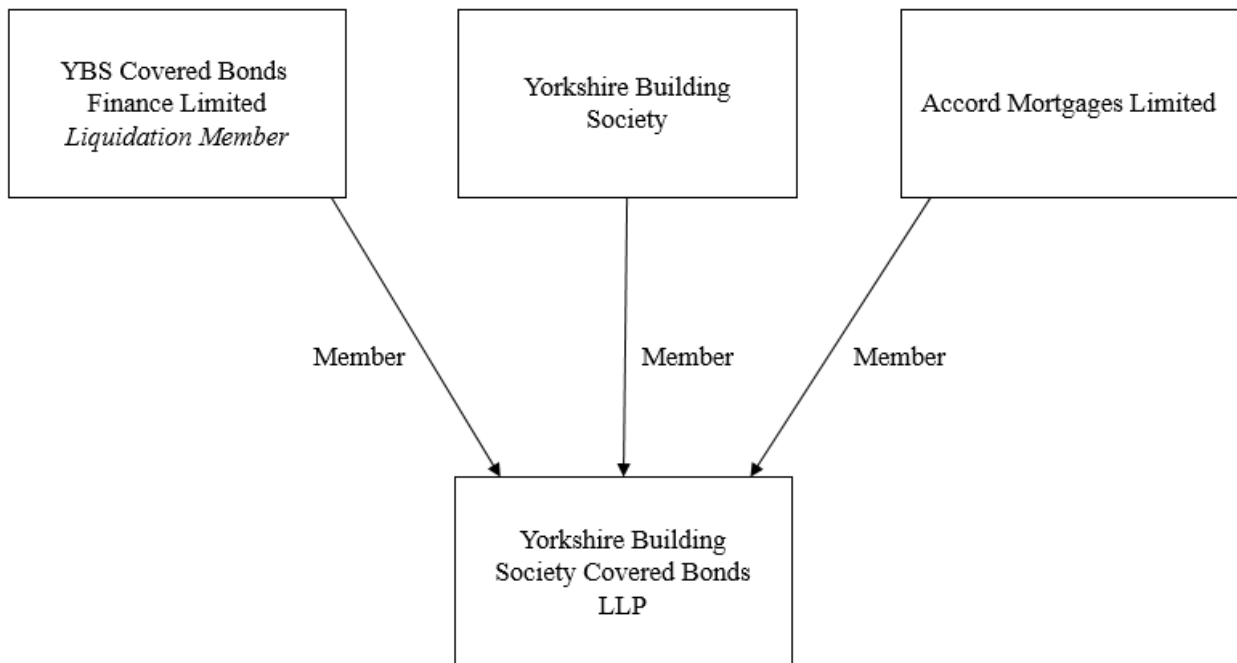 YBS Covered Bonds
Finance Limited
Liquidation Member
Yorkshire Building
Society
Accord Mortgages Limited
Member
Member
Member
Yorkshire Building
Society Covered Bonds
LLP